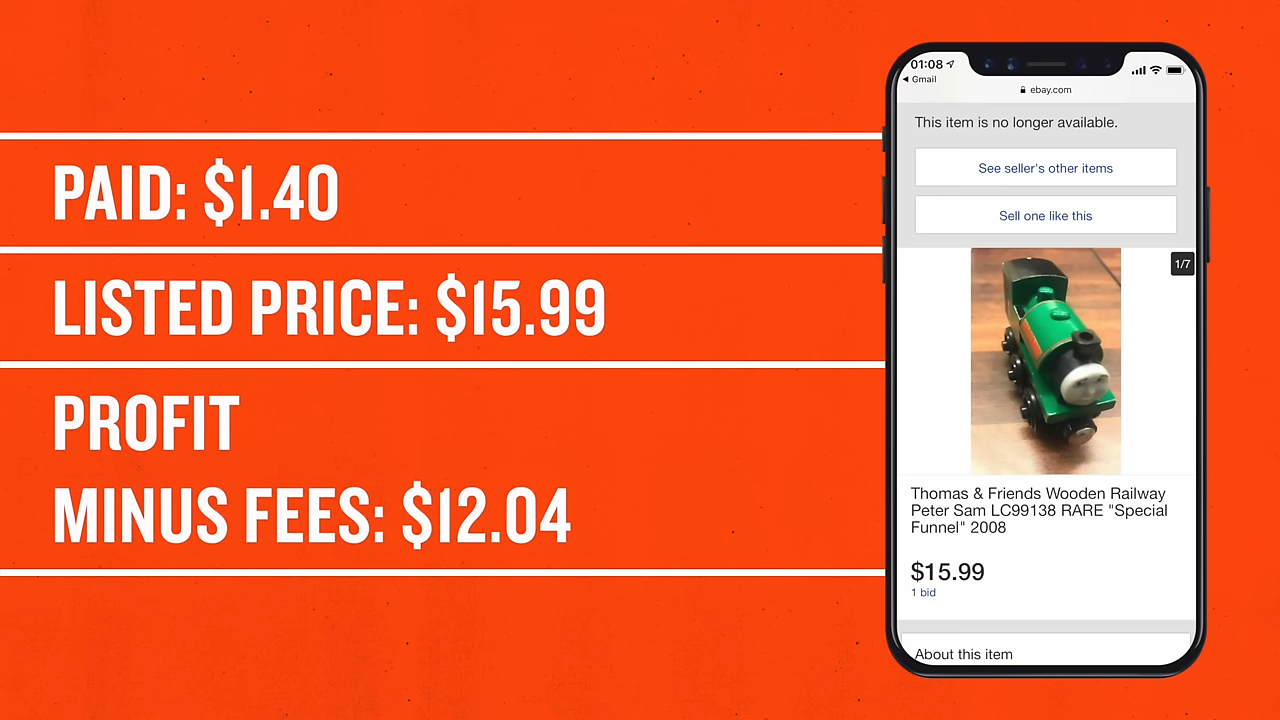 PAID: $1.40
LISTED PRICE: $15.99
PROFIT
MINUS FEES: $12.04
01:08
Gmail
ebay.com
This item is no longer available.
See seller's other items
Sell one like this
1/7
Thomas & Friends Wooden Railway
Peter Sam LC99138 RARE "Special
Funnel" 2008
$15.99
1 bid
About this item